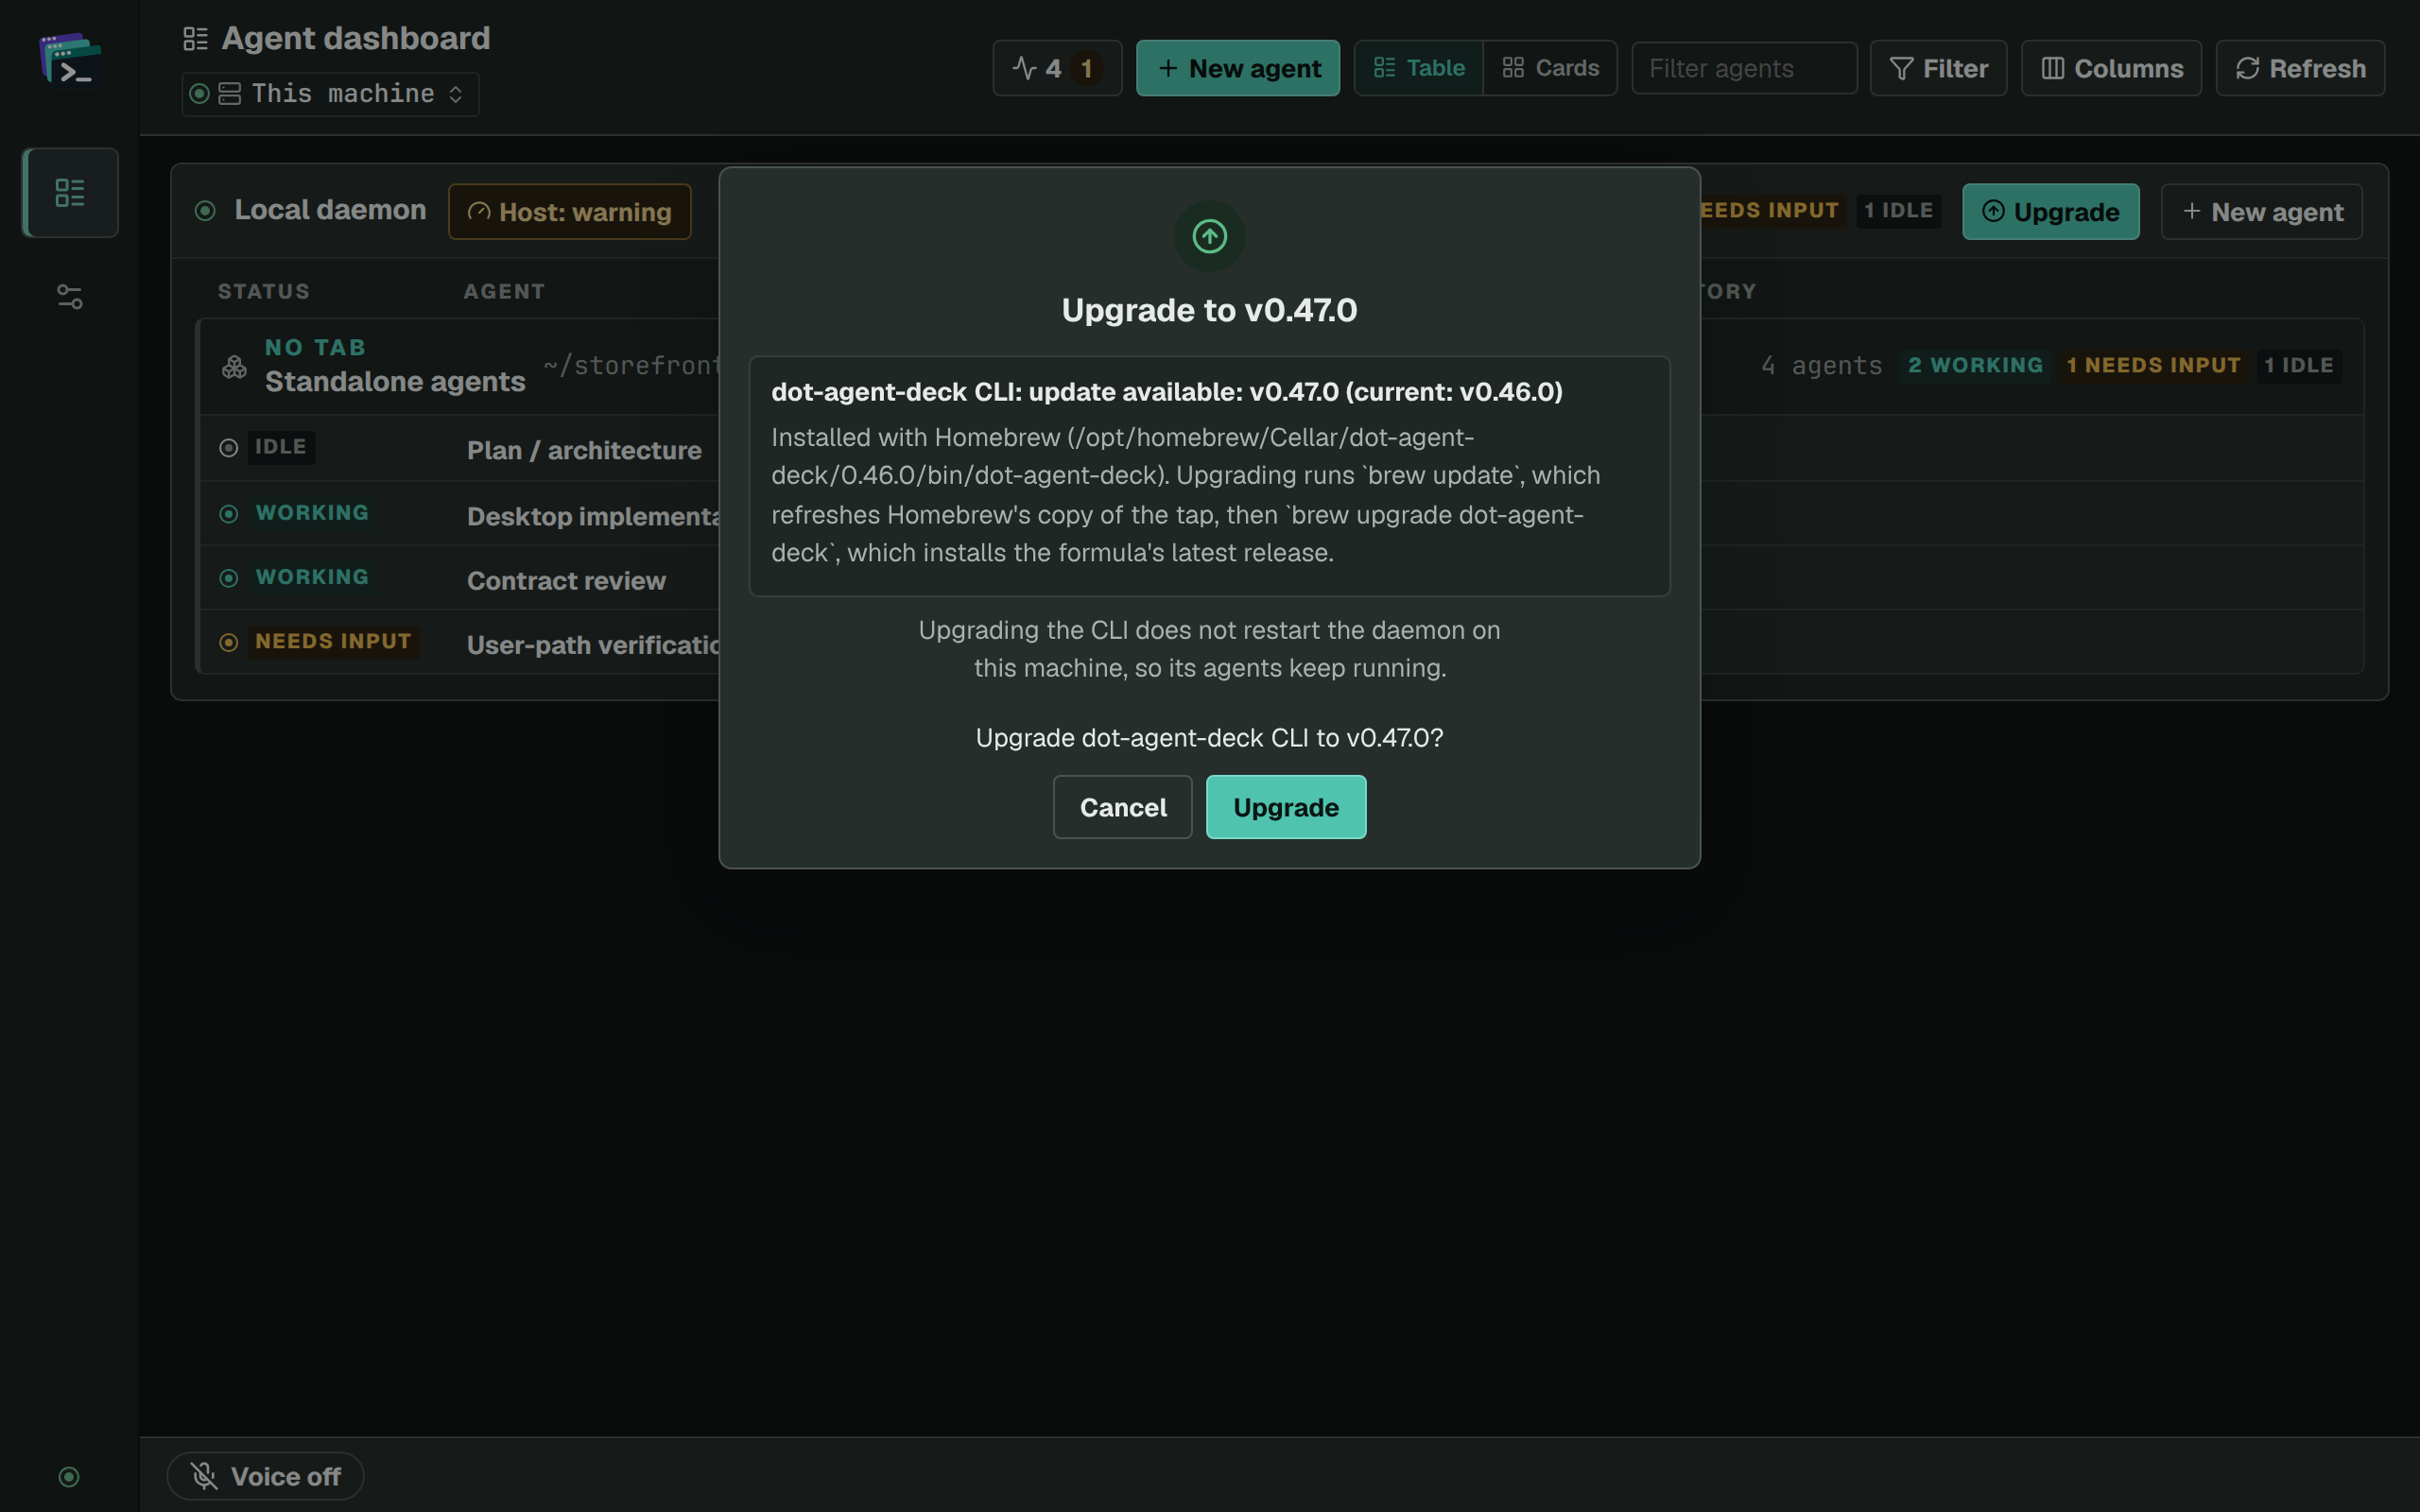 Agent dashboard
This machine
4 1
New agent
Table
Cards
Filter agents
Filter
Columns
Refresh
Local daemon
Host: warning
EEDS INPUT
1 IDLE
Upgrade
New agent
STATUS
AGENT
TORY
NO TAB
Standalone agents
~/storefront
4 agents
2 WORKING
1 NEEDS INPUT
1 IDLE
IDLE
Plan / architecture
WORKING
Desktop implementa
WORKING
Contract review
NEEDS INPUT
User-path verificatio
Upgrade to v0.47.0
dot-agent-deck CLI: update available: v0.47.0 (current: v0.46.0)
Installed with Homebrew (/opt/homebrew/Cellar/dot-agent-
deck/0.46.0/bin/dot-agent-deck). Upgrading runs `brew update`, which
refreshes Homebrew's copy of the tap, then `brew upgrade dot-agent-
deck`, which installs the formula's latest release.
Upgrading the CLI does not restart the daemon on
this machine, so its agents keep running.
Upgrade dot-agent-deck CLI to v0.47.0?
Cancel
Upgrade
Voice off